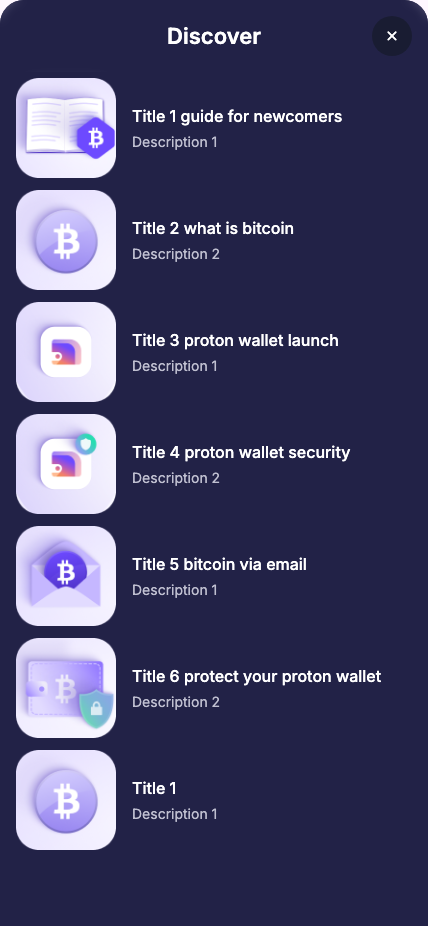 Discover
Title 1 guide for newcomers
Description 1
Title 2 what is bitcoin
Description 2
Title 3 proton wallet launch
Description 1
Title 4 proton wallet security
Description 2
Title 5 bitcoin via email
Description 1
Title 6 protect your proton wallet
Description 2
Title 1
Description 1